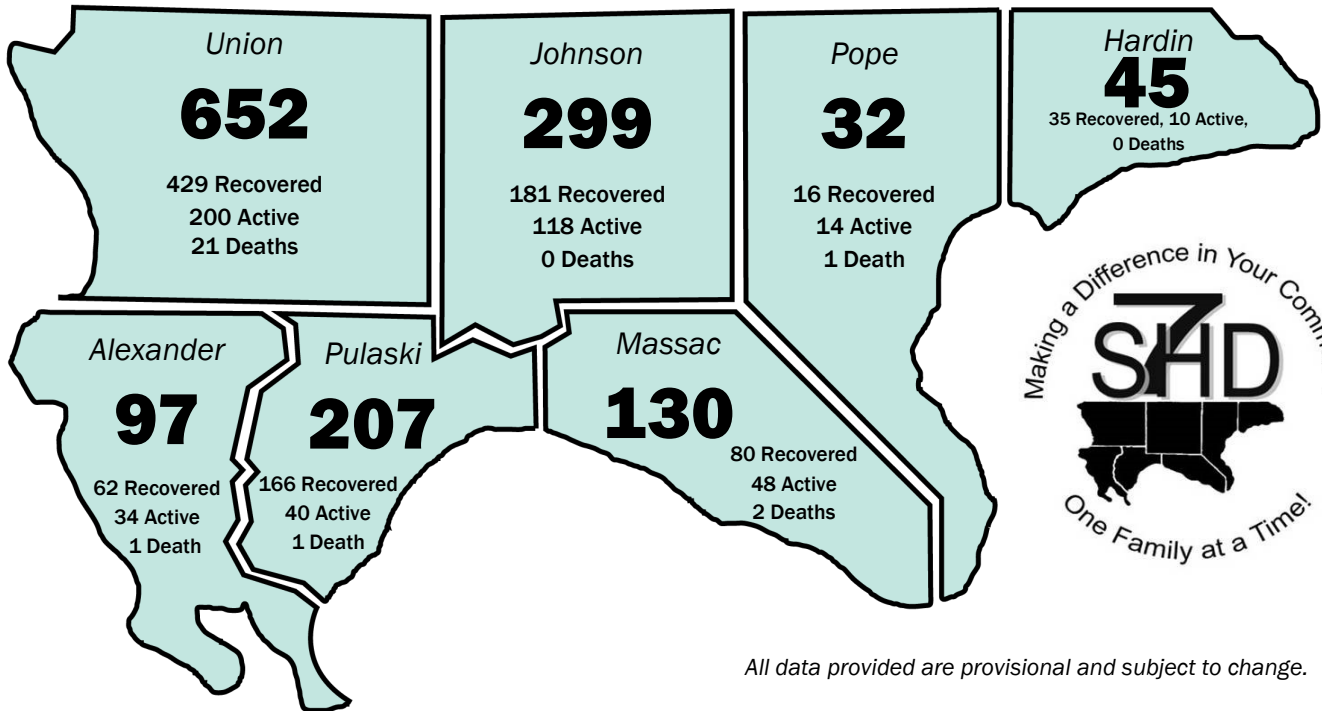 Union
652
429 Recovered
200 Active
21 Deaths
Johnson
299
181 Recovered
118 Active
0 Deaths
Pope
32
16 Recovered
14 Active
1 Death
Hardin
45
35 Recovered, 10 Active,
0 Deaths
Alexander
97
62 Recovered
34 Active
1 Death
Pulaski
207
166 Recovered
40 Active
1 Death
Massac
130
80 Recovered
48 Active
2 Deaths
Making a Difference in Your
S7HD
One Family at a Time!
All data provided are provisional and subject to change.